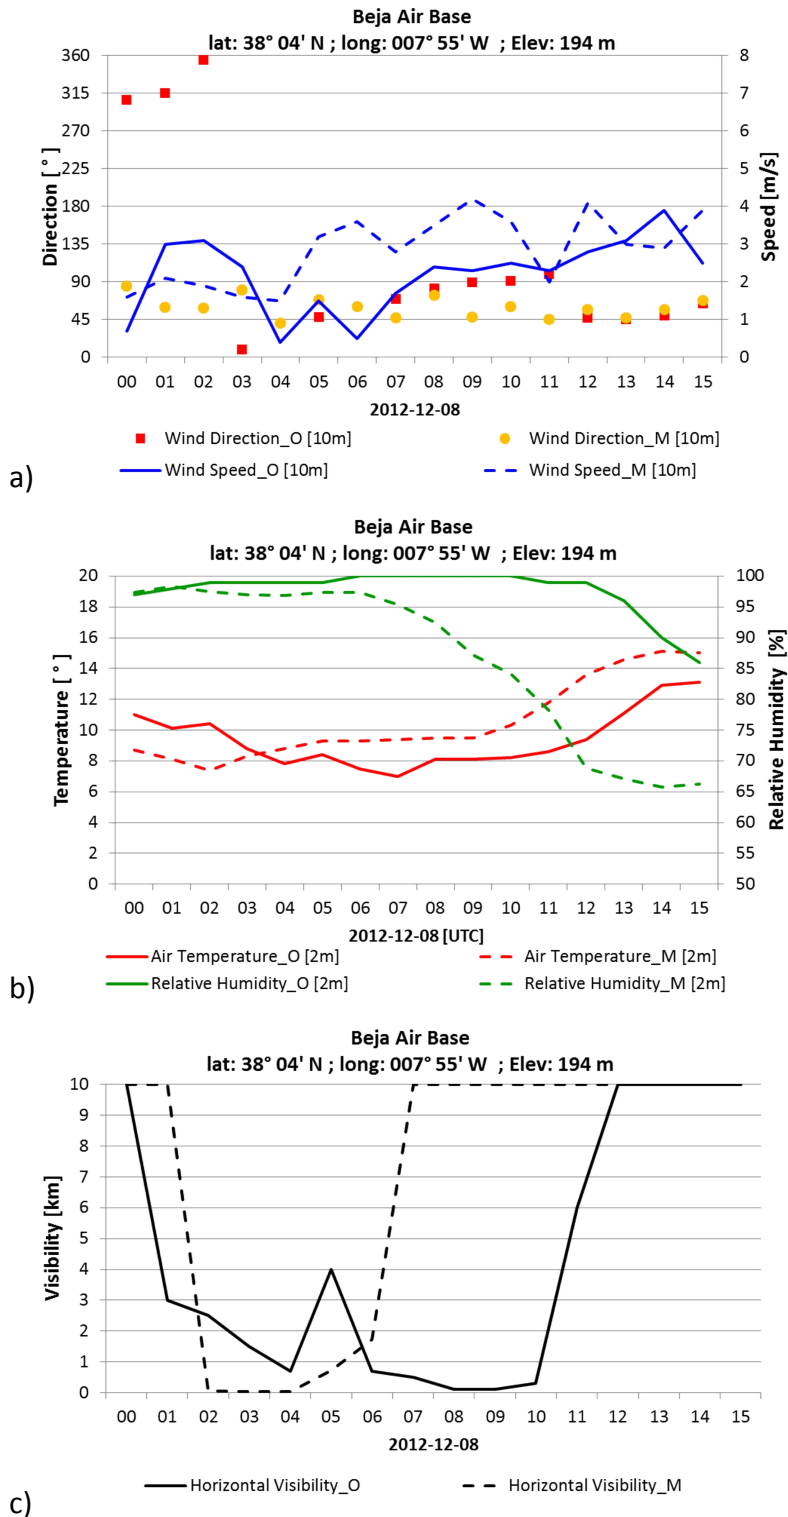 Beja Air Base
lat: 38° 04' N ; long: 007° 55' W ; Elev: 194 m
360 8
315 7
270 6
225 5
180 4
135 3
90 2
45 1
0 0
Direction [ ° ]
Speed [m/s]
00 01 02 03 04 05 06 07 08 09 10 11 12 13 14 15
2012-12-08
Wind Direction_O [10m] Wind Direction_M [10m]
Wind Speed_O [10m] Wind Speed_M [10m]
a)
Beja Air Base
lat: 38° 04' N ; long: 007° 55' W ; Elev: 194 m
20 100
18 95
16 90
14 85
12 80
10 75
8 70
6 65
4 60
2 55
0 50
Temperature [ ° ]
Relative Humidity [%]
00 01 02 03 04 05 06 07 08 09 10 11 12 13 14 15
2012-12-08 [UTC]
Air Temperature_O [2m] Air Temperature_M [2m]
Relative Humidity_O [2m] Relative Humidity_M [2m]
b)
Beja Air Base
lat: 38° 04' N ; long: 007° 55' W ; Elev: 194 m
10
9
8
7
6
5
4
3
2
1
0
Visibility [km]
00 01 02 03 04 05 06 07 08 09 10 11 12 13 14 15
2012-12-08
Horizontal Visibility_O Horizontal Visibility_M
c)